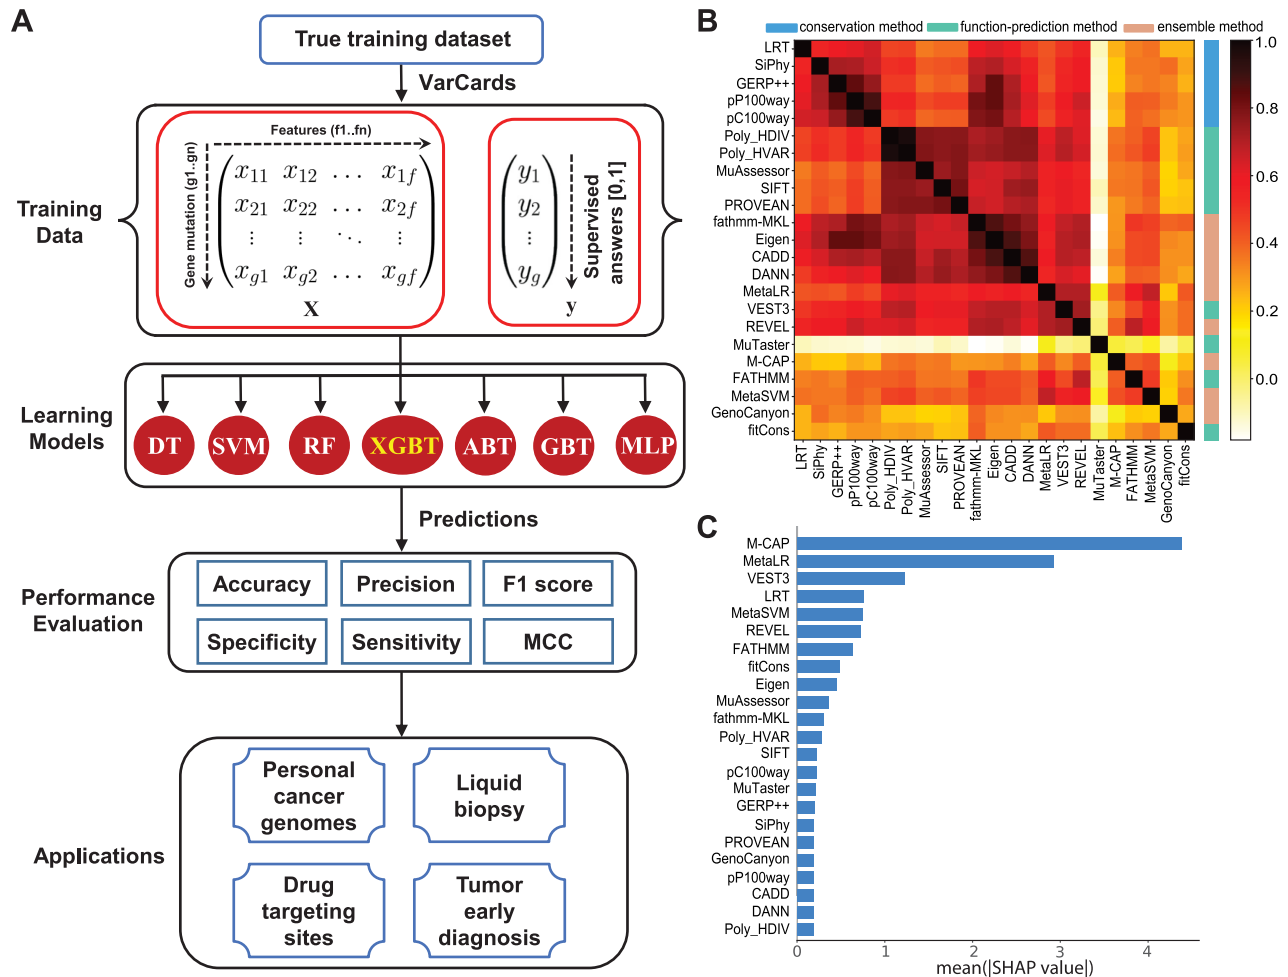 A
True training dataset
VarCards
Training
Data
Features (f1..fn)
Gene mutation (g1..gn)
x11 x12 ... x1f
x21 x22 ... x2f
⋮ ⋮ ⋱ ⋮
xg1 xg2 ... xgf
X
y1
y2
⋮
yg
y
Supervised
answers [0,1]
Learning
Models
DT SVM RF XGBT ABT GBT MLP
Predictions
Performance
Evaluation
Accuracy Precision F1 score
Specificity Sensitivity MCC
Applications
Personal
cancer
genomes
Liquid
biopsy
Drug
targeting
sites
Tumor
early
diagnosis
B
conservation method function-prediction method ensemble method
LRT
SiPhy
GERP++
pP100way
pC100way
Poly_HDIV
Poly_HVAR
MuAssessor
SIFT
PROVEAN
fathmm-MKL
Eigen
CADD
DANN
MetaLR
VEST3
REVEL
MuTaster
M-CAP
FATHMM
MetaSVM
GenoCanyon
fitCons
LRT
SiPhy
GERP++
pP100way
pC100way
Poly_HDIV
Poly_HVAR
MuAssessor
SIFT
PROVEAN
fathmm-MKL
Eigen
CADD
DANN
MetaLR
VEST3
REVEL
MuTaster
M-CAP
FATHMM
MetaSVM
GenoCanyon
fitCons
1.0
0.8
0.6
0.4
0.2
0.0
C
M-CAP
MetaLR
VEST3
LRT
MetaSVM
REVEL
FATHMM
fitCons
Eigen
MuAssessor
fathmm-MKL
Poly_HVAR
SIFT
pC100way
MuTaster
GERP++
SiPhy
PROVEAN
GenoCanyon
pP100way
CADD
DANN
Poly_HDIV
0 1 2 3 4
mean(|SHAP value|)